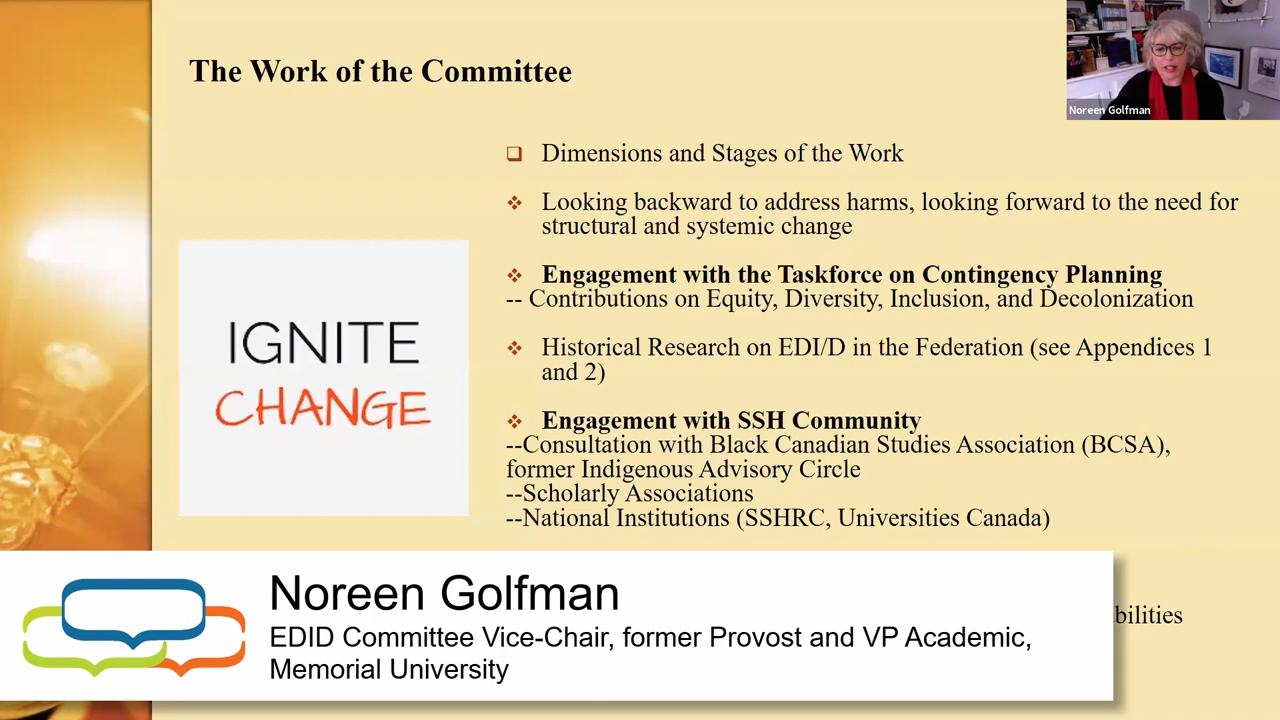 The Work of the Committee
Noreen Golfman
Dimensions and Stages of the Work
Looking backward to address harms, looking forward to the need for
structural and systemic change
Engagement with the Taskforce on Contingency Planning
-- Contributions on Equity, Diversity, Inclusion, and Decolonization
Historical Research on EDI/D in the Federation (see Appendices 1
and 2)
Engagement with SSH Community
--Consultation with Black Canadian Studies Association (BCSA),
former Indigenous Advisory Circle
--Scholarly Associations
--National Institutions (SSHRC, Universities Canada)
IGNITE
CHANGE
Noreen Golfman
EDID Committee Vice-Chair, former Provost and VP Academic,
Memorial University